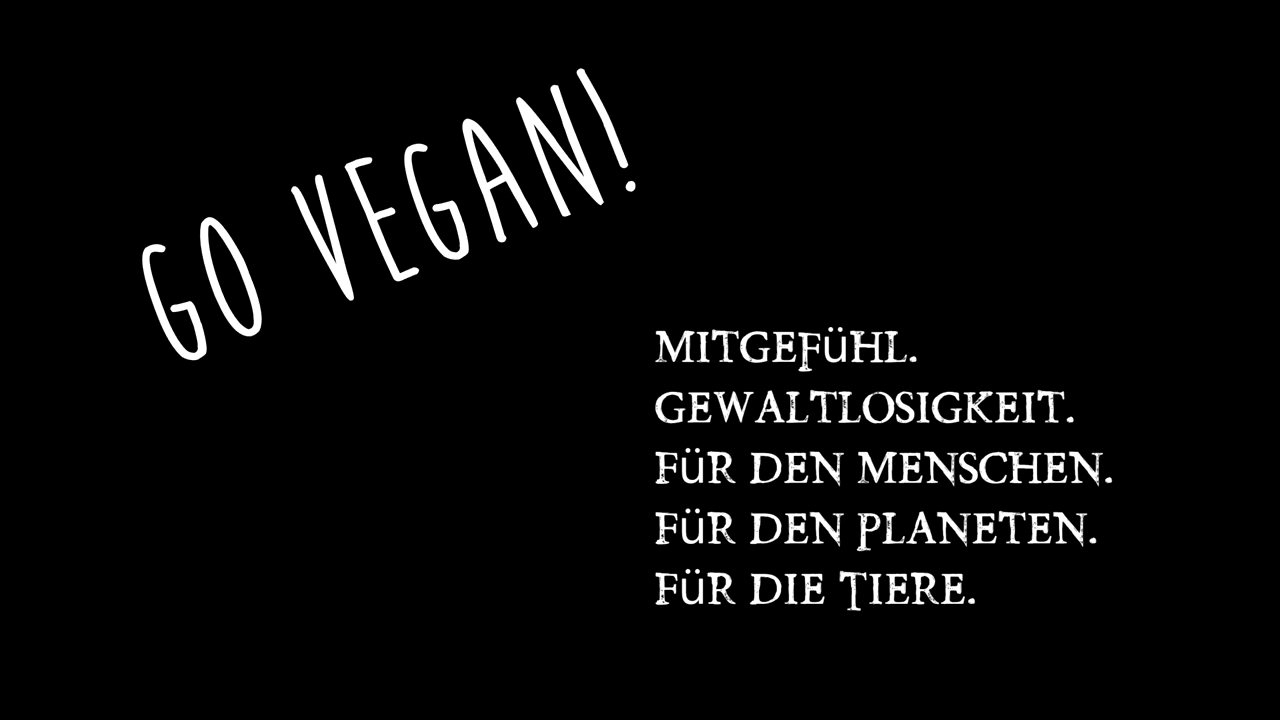 GO VEGAN!
MITGEFÜHL.
GEWALTLOSIGKEIT.
FÜR DEN MENSCHEN.
FÜR DEN PLANETEN.
FÜR DIE TIERE.